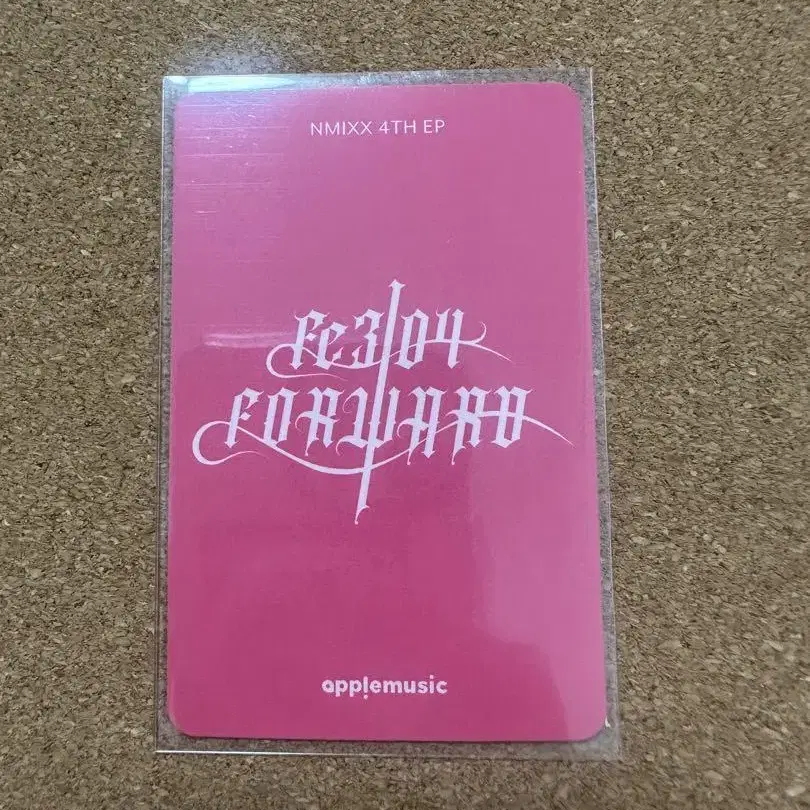 NMIXX 4TH EP
Fe3O4
FORWARD
applemusic